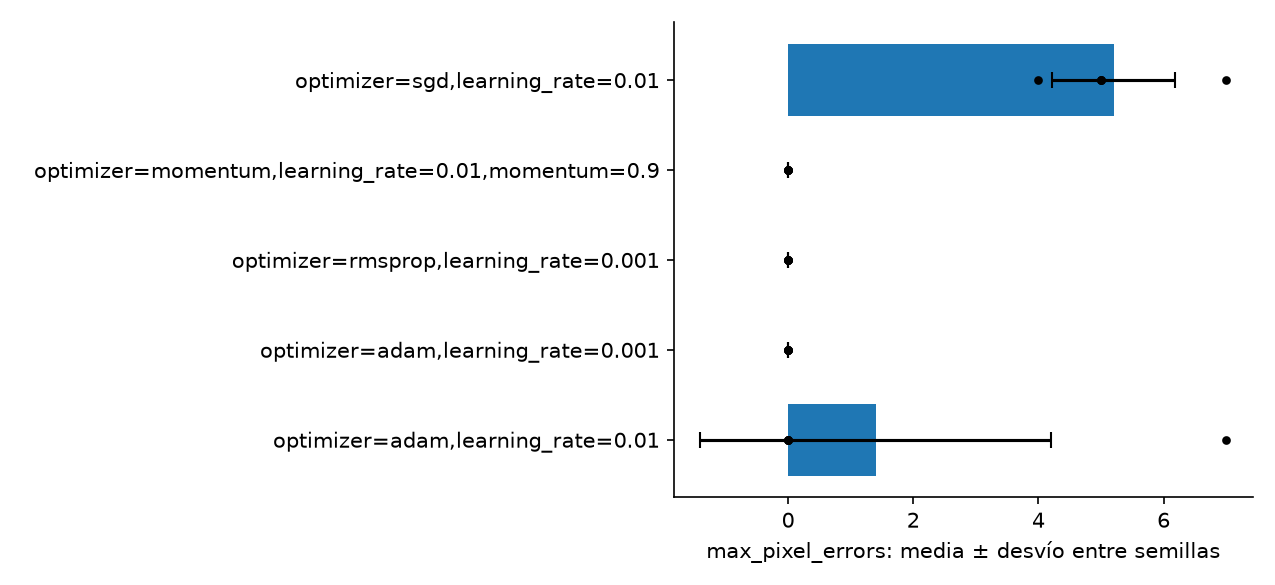 optimizer=sgd,learning_rate=0.01
optimizer=momentum,learning_rate=0.01,momentum=0.9
optimizer=rmsprop,learning_rate=0.001
optimizer=adam,learning_rate=0.001
optimizer=adam,learning_rate=0.01
0 2 4 6
max_pixel_errors: media ± desvío entre semillas